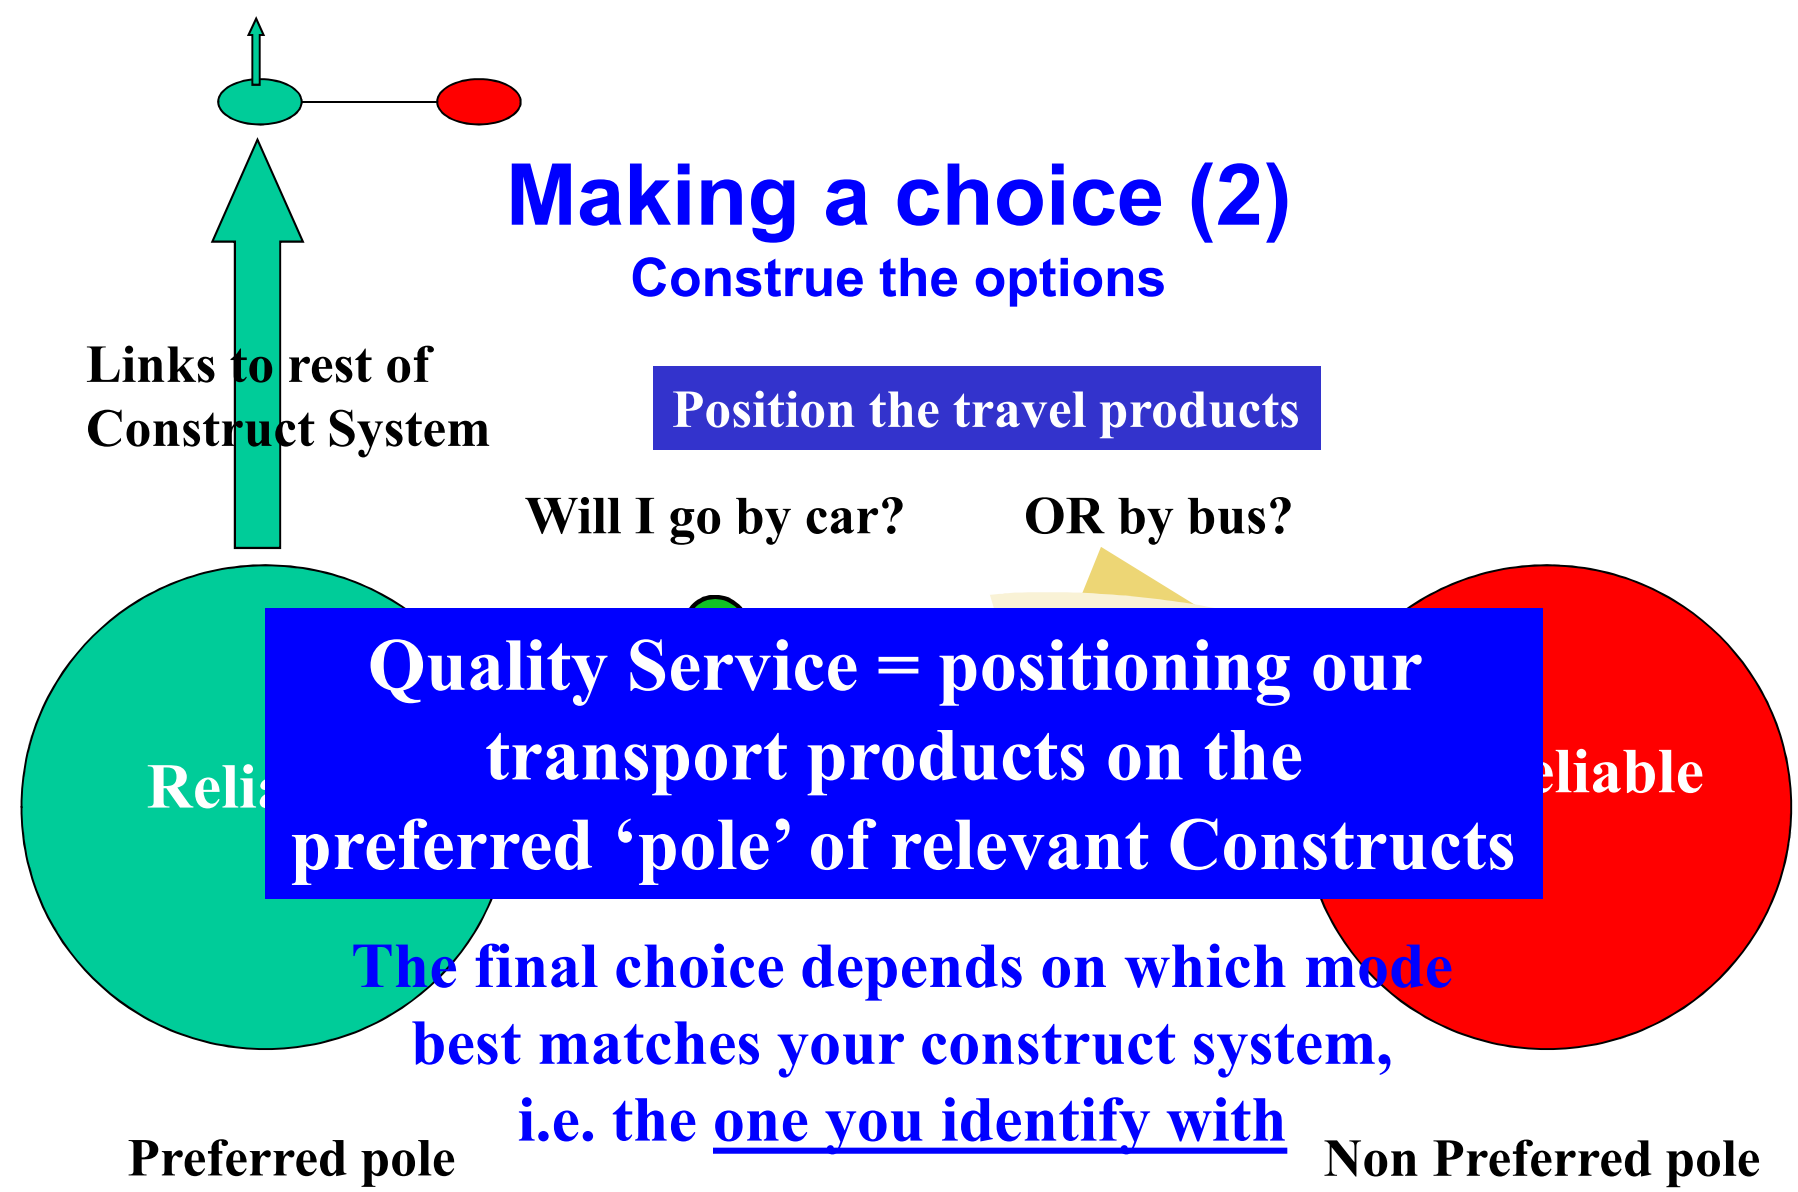 Making a choice (2)
Construe the options
Links to rest of
Construct System
Position the travel products
Will I go by car?
OR by bus?
Quality Service = positioning our
transport products on the
preferred ‘pole’ of relevant Constructs
The final choice depends on which mode
best matches your construct system,
i.e. the one you identify with
Preferred pole
Non Preferred pole